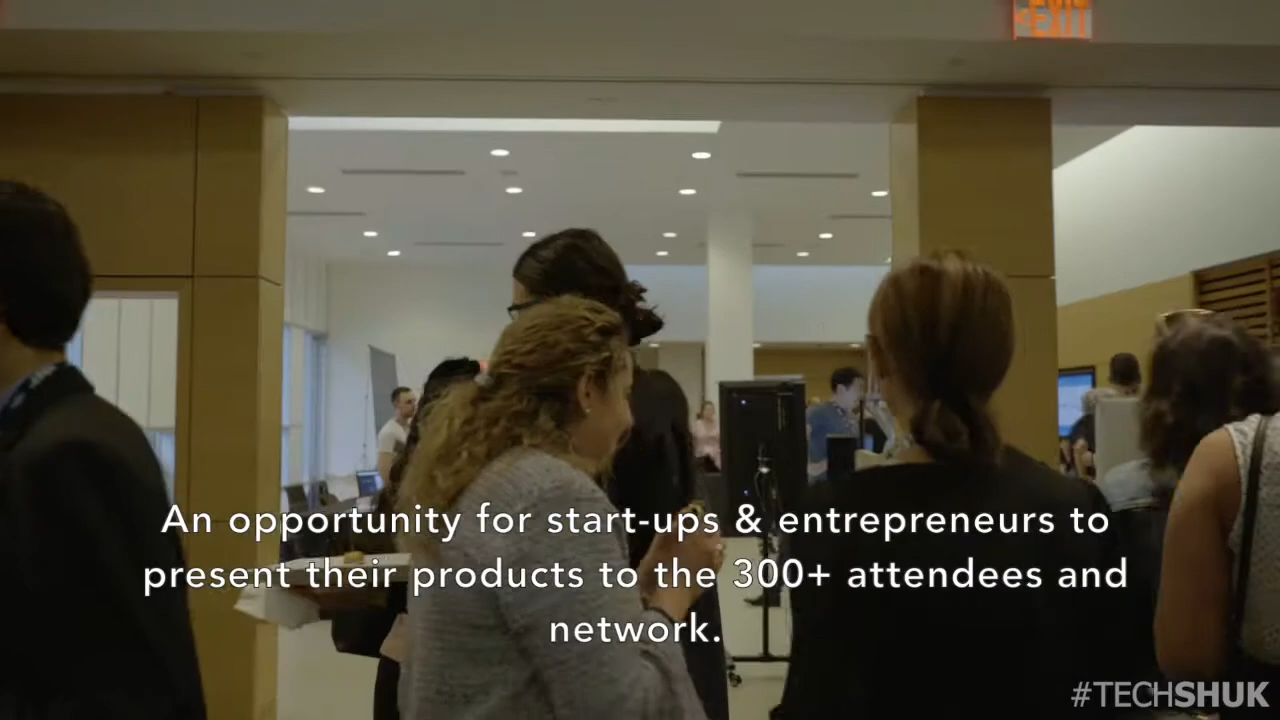 EXIT
An opportunity for start-ups & entrepreneurs to
present their products to the 300+ attendees and
network.
#TECHSHUK